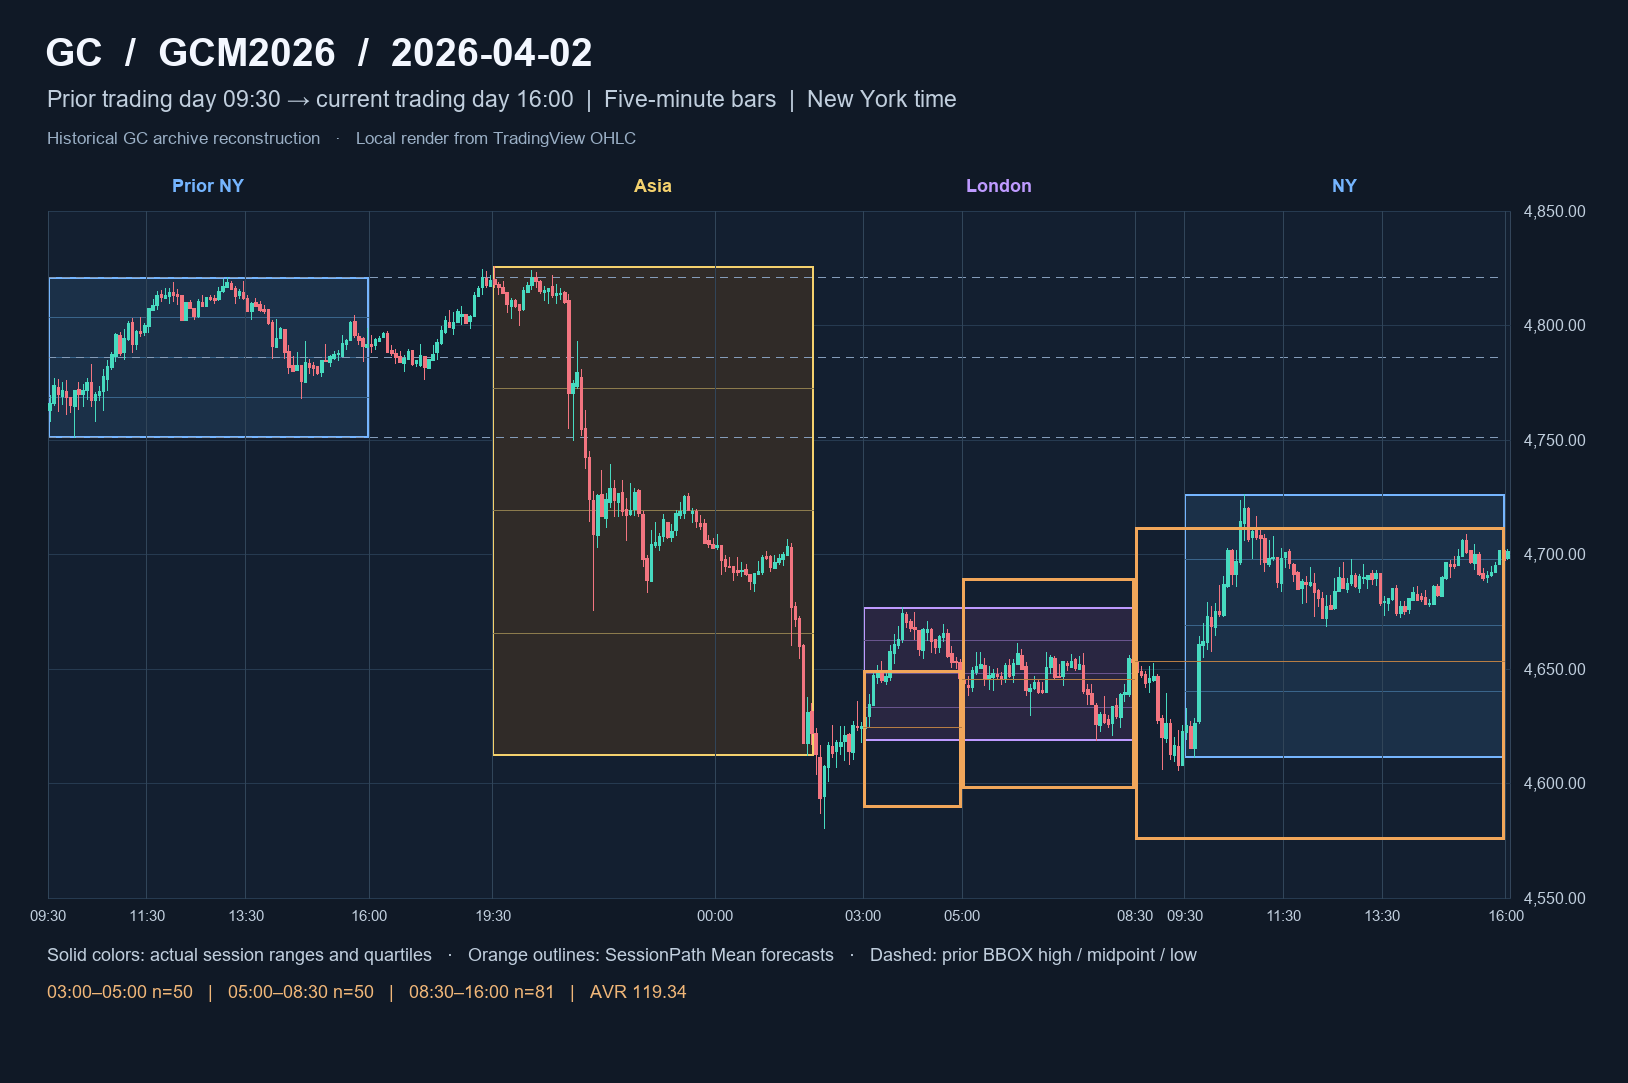 GC / GCM2026 / 2026-04-02
Prior trading day 09:30 → current trading day 16:00 | Five-minute bars | New York time
Historical GC archive reconstruction · Local render from TradingView OHLC
Prior NY Asia London NY
4,850.00
4,800.00
4,750.00
4,700.00
4,650.00
4,600.00
4,550.00
09:30 11:30 13:30 16:00 19:30 00:00 03:00 05:00 08:30 09:30 11:30 13:30 16:00
Solid colors: actual session ranges and quartiles · Orange outlines: SessionPath Mean forecasts · Dashed: prior BBOX high / midpoint / low
03:00–05:00 n=50 | 05:00–08:30 n=50 | 08:30–16:00 n=81 | AVR 119.34